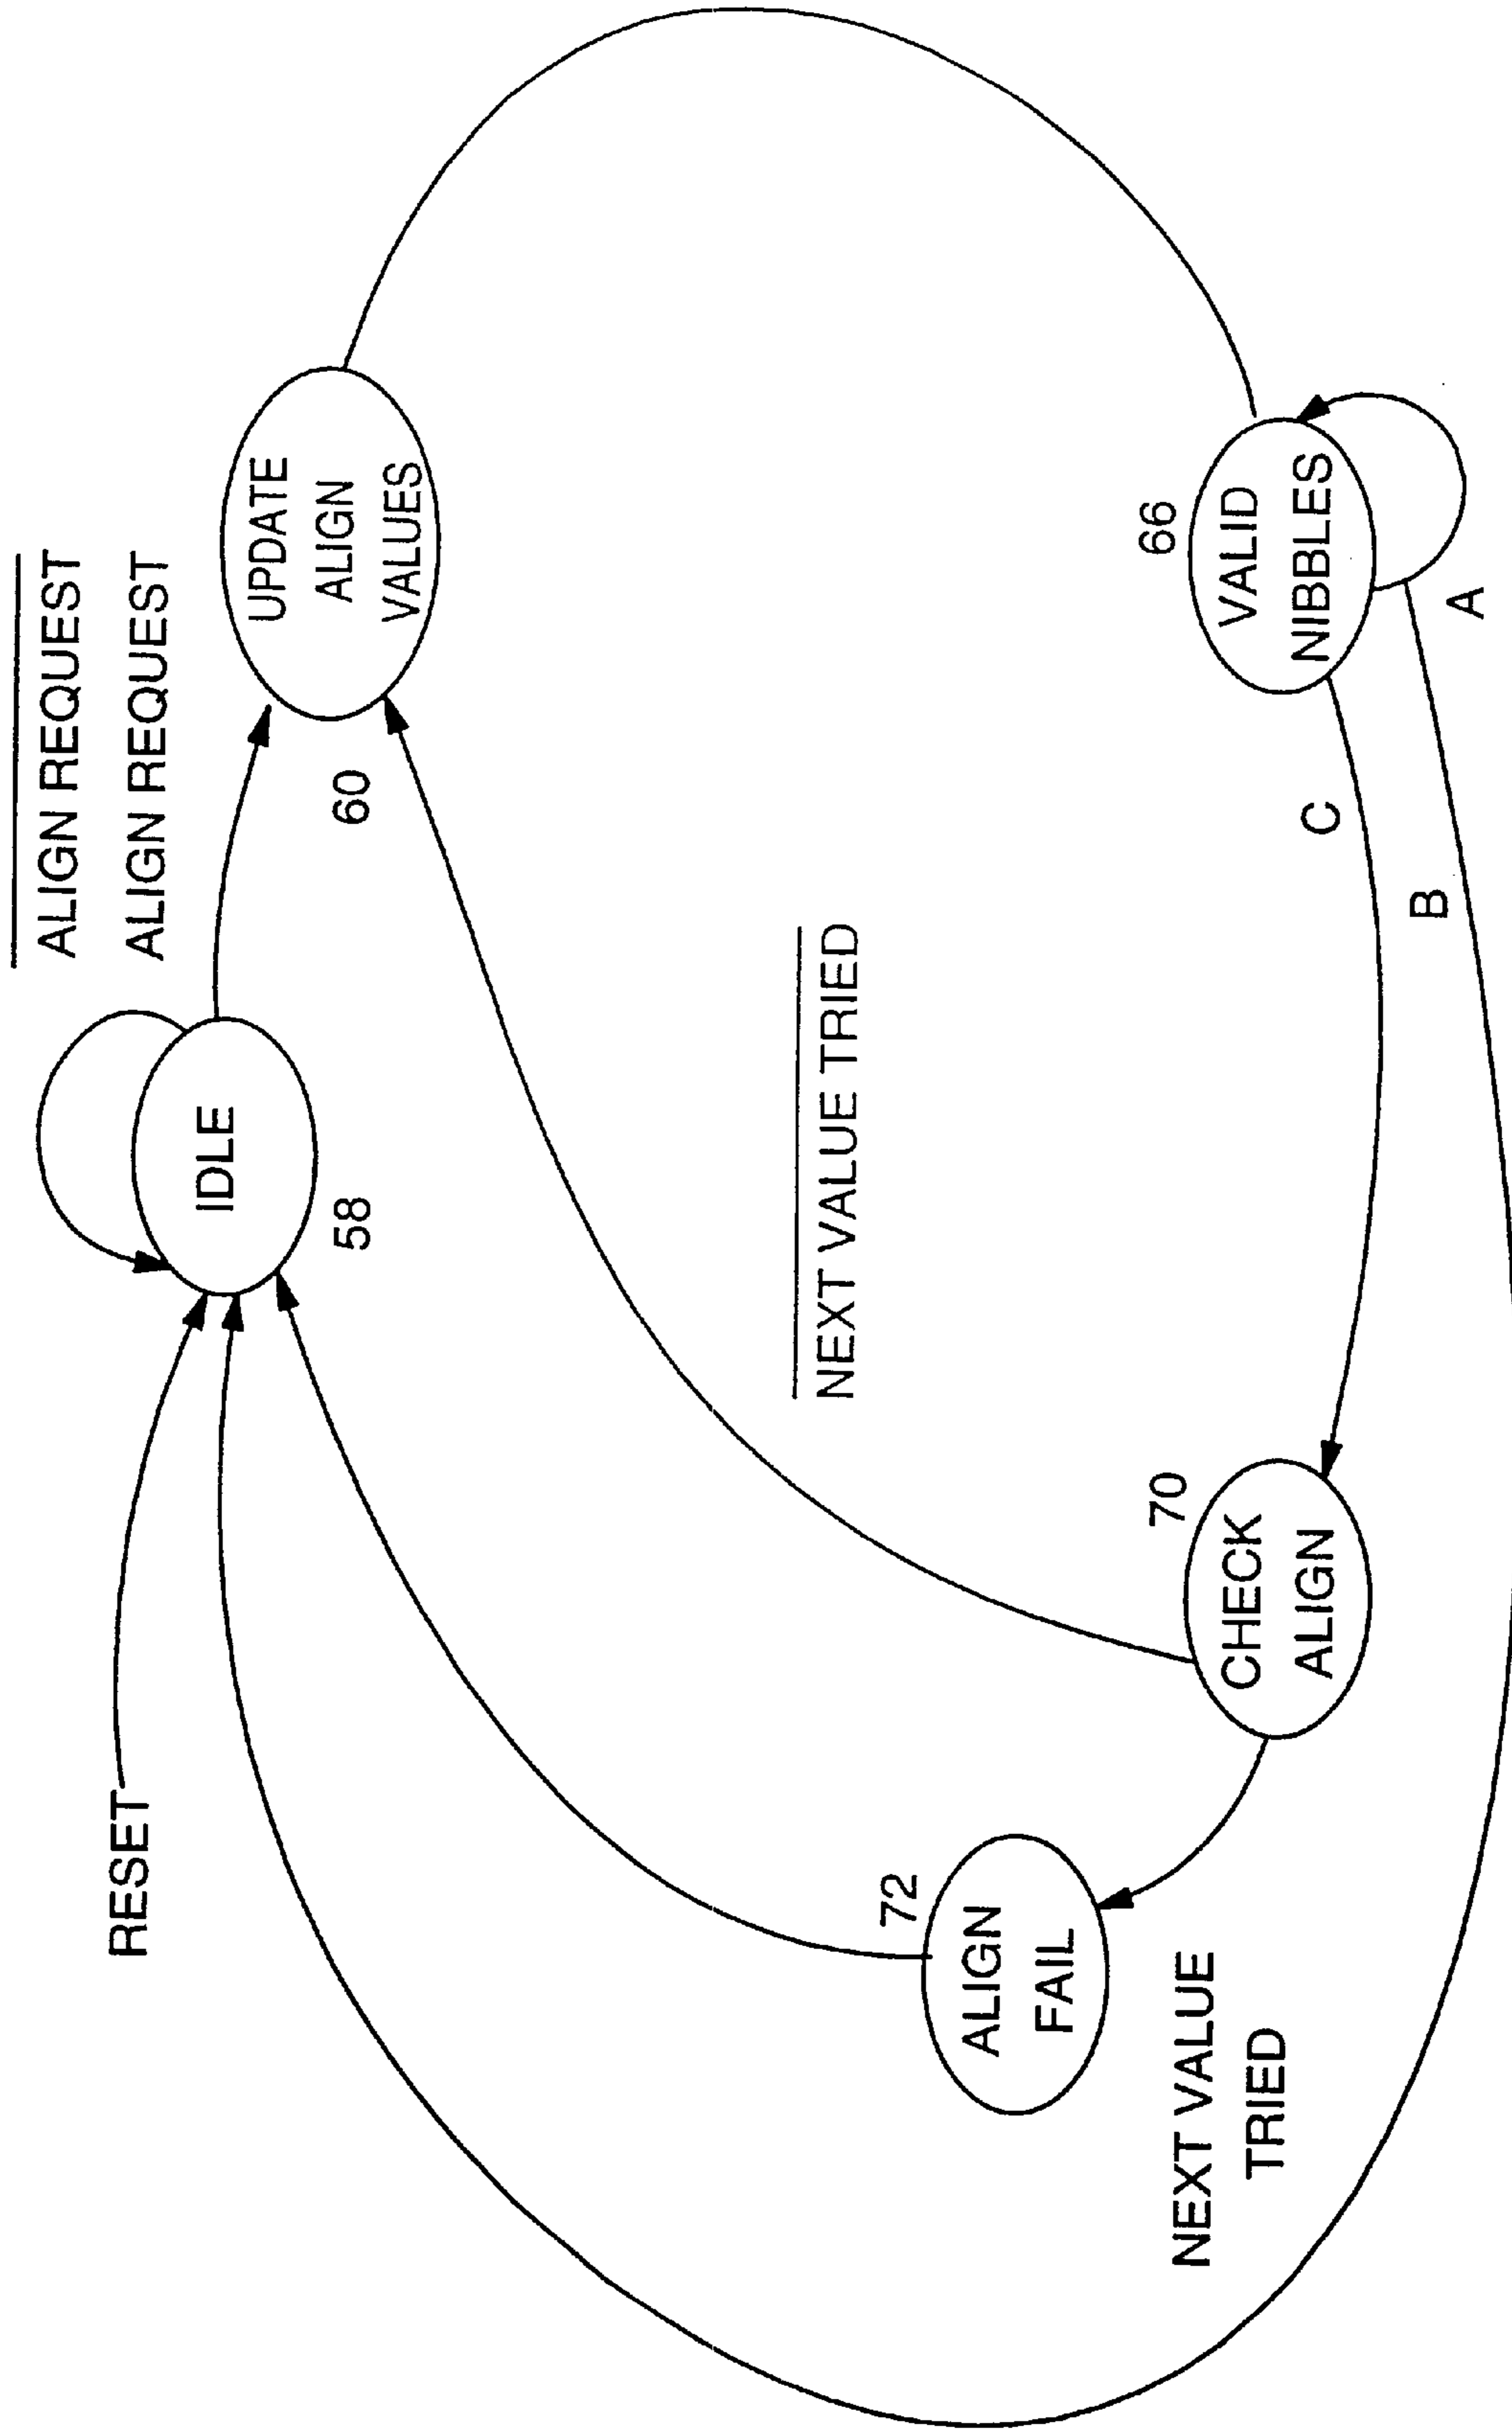 RESET
IDLE
58
ALIGN REQUEST
ALIGN REQUEST
UPDATE
ALIGN
VALUES
60
NEXT VALUE TRIED
72
ALIGN
FAIL
NEXT VALUE
TRIED
70
CHECK
ALIGN
66
VALID
NIBBLES
C
B
A